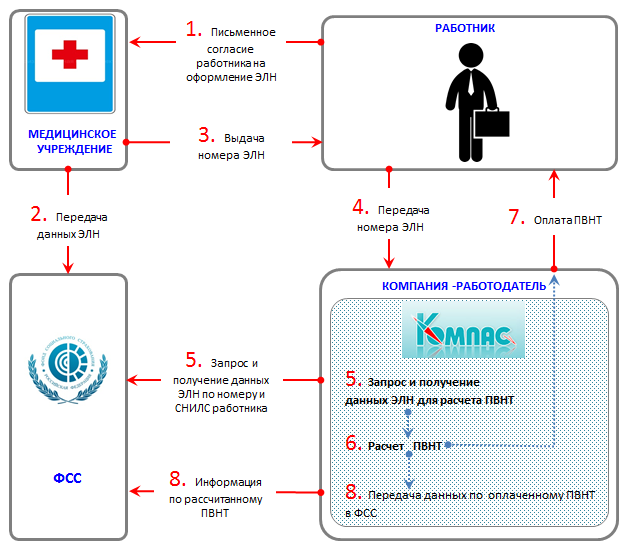 РАБОТНИК
1. Письменное
согласие
работника на
оформление ЭЛН
МЕДИЦИНСКОЕ
УЧРЕЖДЕНИЕ
3. Выдача
номера ЭЛН
2. Передача
данных ЭЛН
4. Передача
номера ЭЛН
7. Оплата ПВНТ
КОМПАНИЯ -РАБОТОДАТЕЛЬ
КОМПАС
5. Запрос и
получение данных
ЭЛН по номеру и
СНИЛС работника
5. Запрос и получение
данных ЭЛН для расчета ПВНТ
6. Расчет ПВНТ
ФСС
8. Информация
по рассчитанному
ПВНТ
8. Передача данных по оплаченному ПВНТ
в ФСС